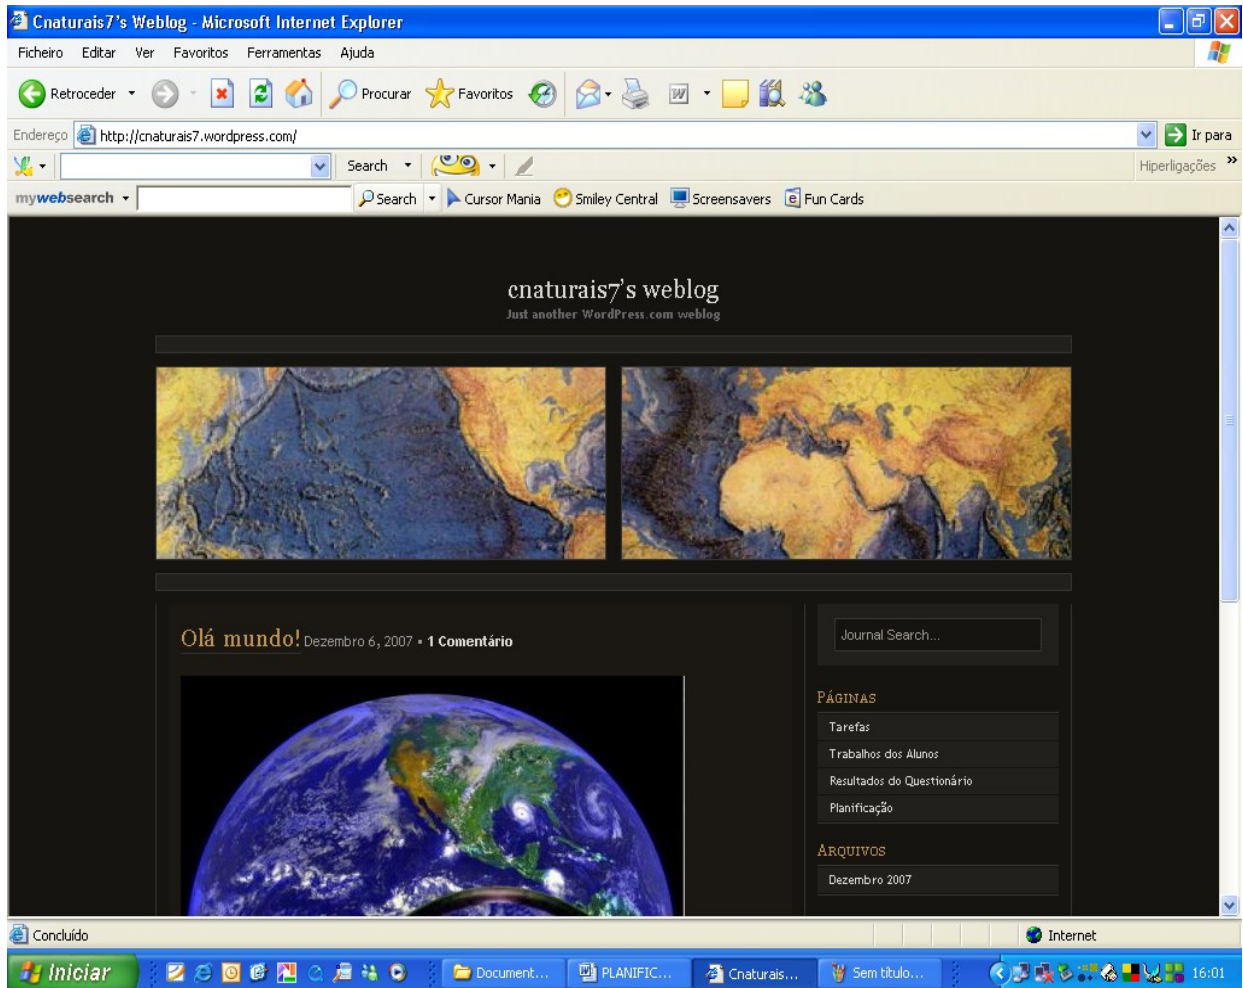 Cnaturais7's Weblog - Microsoft Internet Explorer
Ficheiro Editar Ver Favoritos Ferramentas Ajuda
Retroceder Procurar Favoritos
Endereço http://cnaturais7.wordpress.com/ Ir para
Search Hiperligações »
mywebsearch Search Cursor Mania Smiley Central Screensavers Fun Cards
cnaturais7's weblog
Just another WordPress.com weblog
Olá mundo! Dezembro 6, 2007 • 1 Comentário
Journal Search...
Páginas
Tarefas
Trabalhos dos Alunos
Resultados do Questionário
Planificação
Arquivos
Dezembro 2007
Concluído Internet
Iniciar Document... PLANIFIC... Cnaturais... Sem título... 16:01